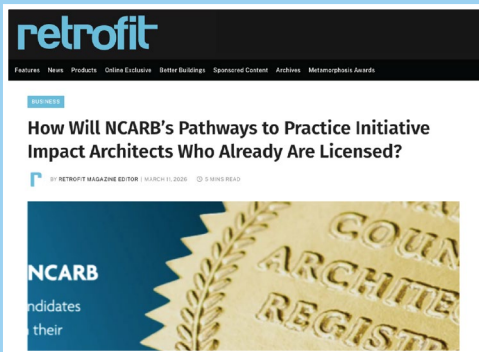 retrofit
Features News Products Online Exclusive Better Buildings Sponsored Content Archives Metamorphosis Awards
BUSINESS
How Will NCARB's Pathways to Practice Initiative
Impact Architects Who Already Are Licensed?
BY RETROFIT MAGAZINE EDITOR | MARCH 11, 2026 5 MINS READ
NCARB
ndidates
their
COUN
ARCHITE
REGISTR